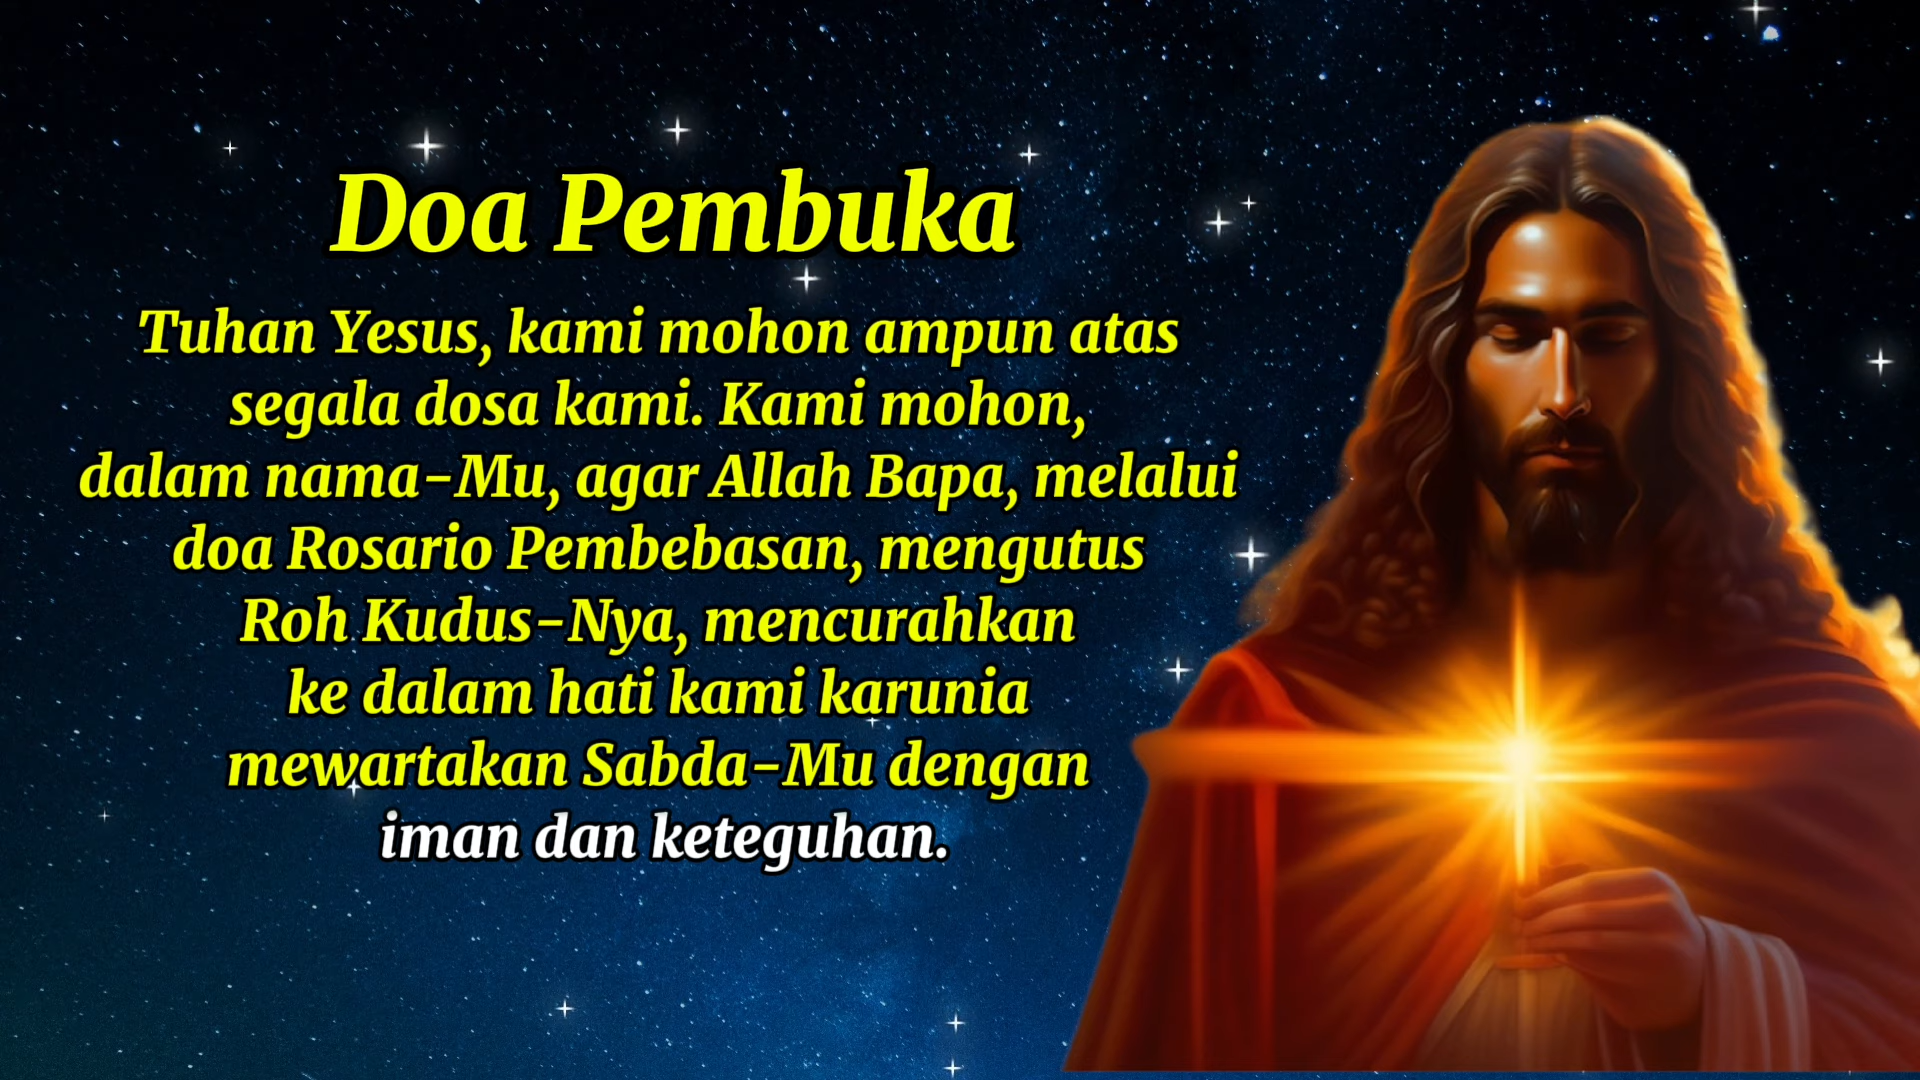 Doa Pembuka
Tuhan Yesus, kami mohon ampun atas
segala dosa kami. Kami mohon,
dalam nama-Mu, agar Allah Bapa, melalui
doa Rosario Pembebasan, mengutus
Roh Kudus-Nya, mencurahkan
ke dalam hati kami karunia
mewartakan Sabda-Mu dengan
iman dan keteguhan.